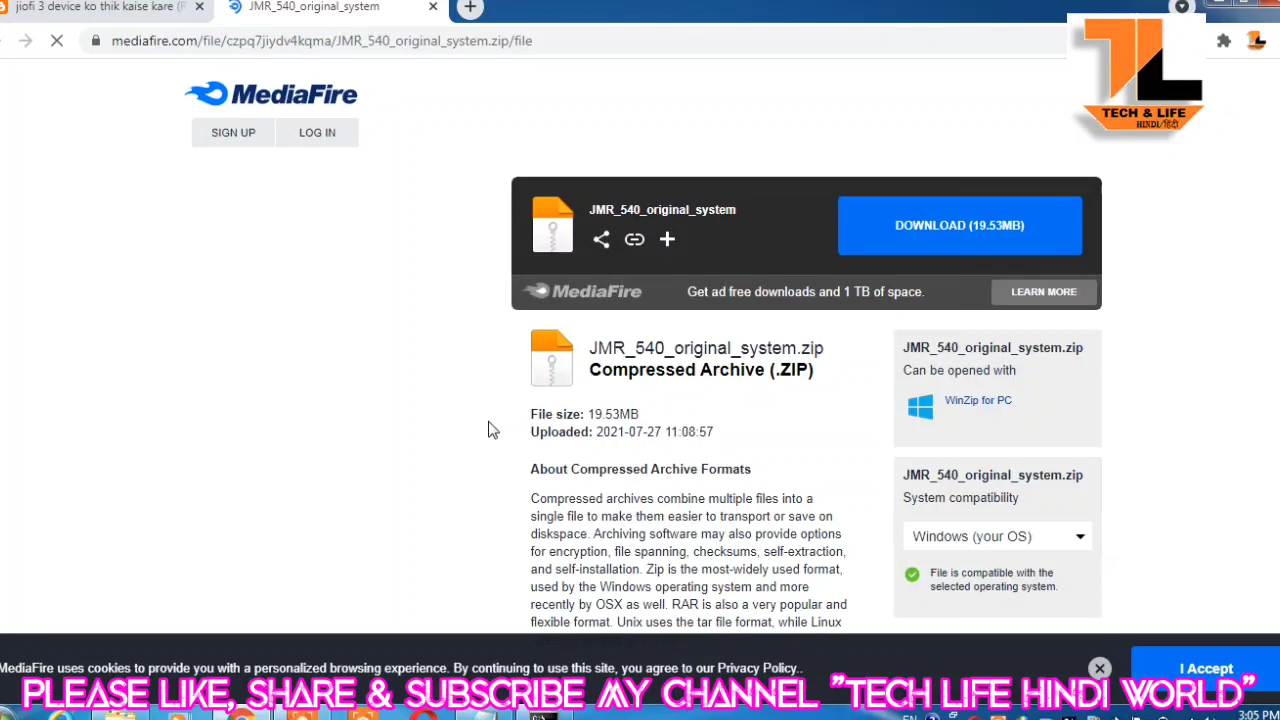 jiofi 3 device ko thik kaise kare (R
JMR_540_original_system
mediafire.com/file/czpq7jiydv4kqma/JMR_540_original_system.zip/file
TL
TECH & LIFE
HINDI/हिंदी
MediaFire
SIGN UP
LOG IN
JMR_540_original_system
DOWNLOAD (19.53MB)
MediaFire
Get ad free downloads and 1 TB of space.
LEARN MORE
JMR_540_original_system.zip
Compressed Archive (.ZIP)
File size: 19.53MB
Uploaded: 2021-07-27 11:08:57
About Compressed Archive Formats
Compressed archives combine multiple files into a
single file to make them easier to transport or save on
diskspace. Archiving software may also provide options
for encryption, file spanning, checksums, self-extraction,
and self-installation. Zip is the most-widely used format,
used by the Windows operating system and more
recently by OSX as well. RAR is also a very popular and
flexible format. Unix uses the tar file format, while Linux
JMR_540_original_system.zip
Can be opened with
WinZip for PC
JMR_540_original_system.zip
System compatibility
Windows (your OS)
File is compatible with the
selected operating system.
MediaFire uses cookies to provide you with a personalized browsing experience. By continuing to use this site, you agree to our Privacy Policy..
I Accept
PLEASE LIKE, SHARE & SUBSCRIBE MY CHANNEL "TECH LIFE HINDI WORLD"
EN
3:05 PM